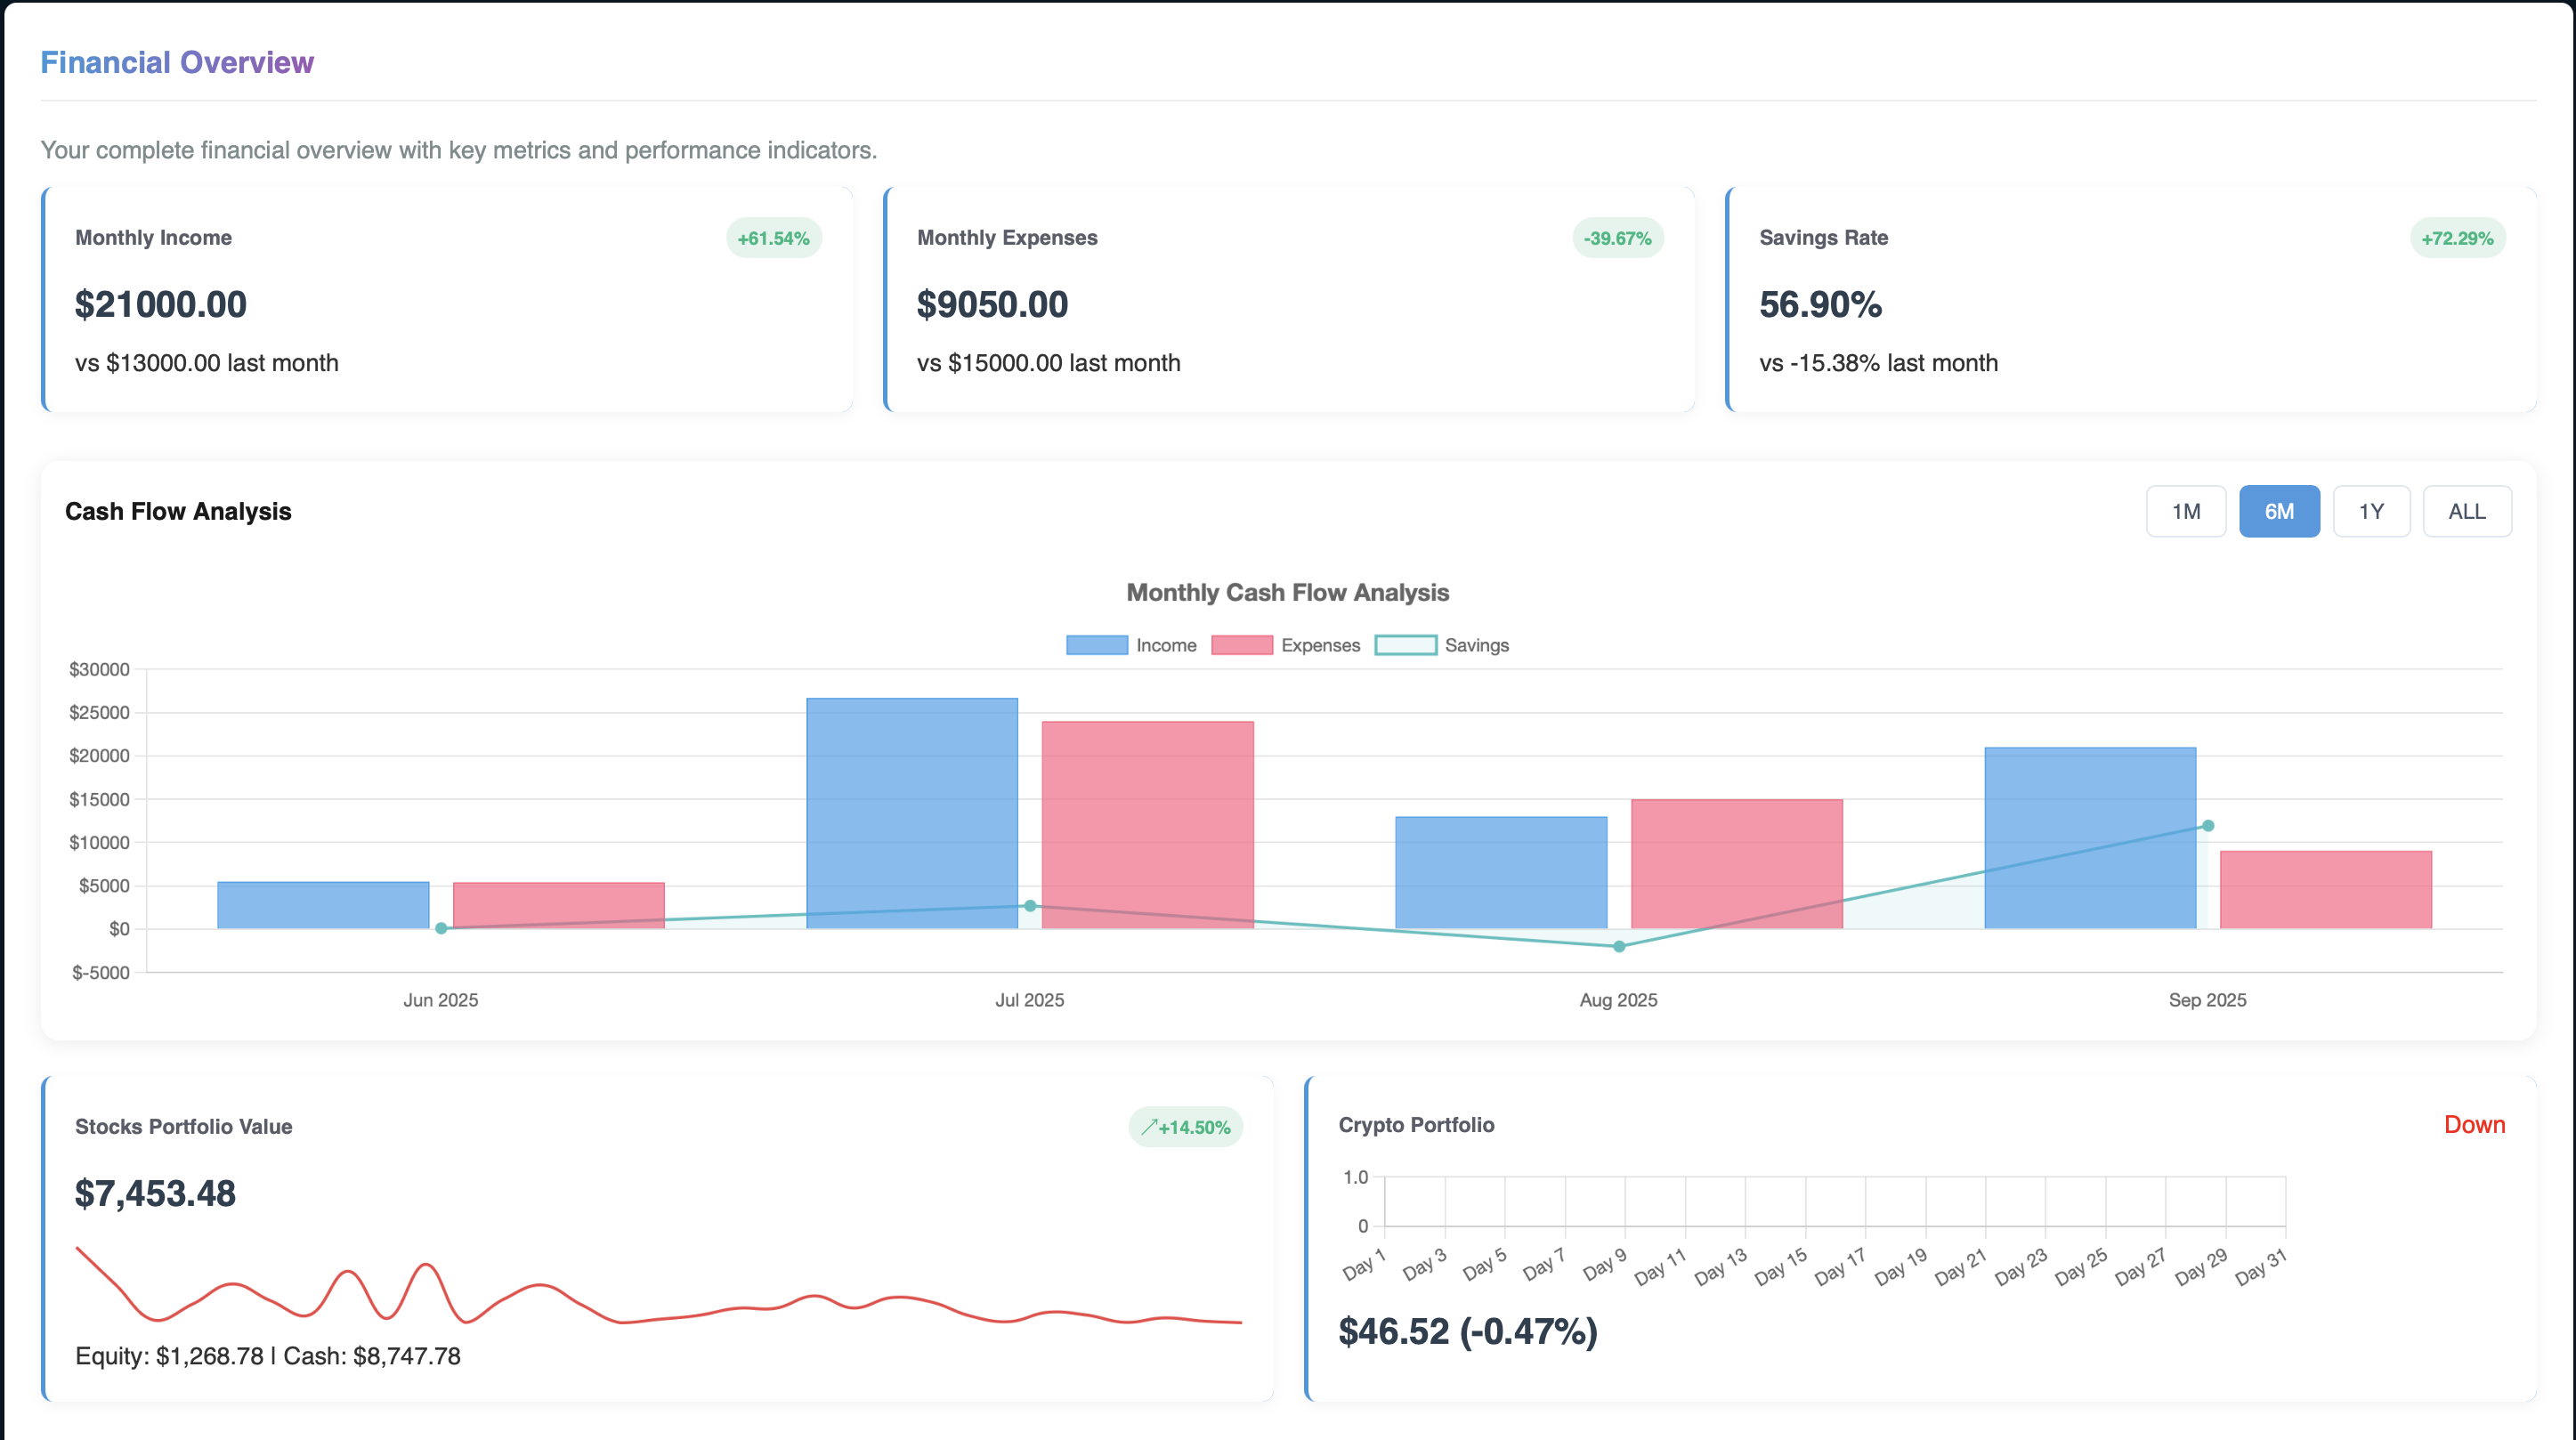 Financial Overview
Your complete financial overview with key metrics and performance indicators.
Monthly Income
+61.54%
$21000.00
vs $13000.00 last month
Monthly Expenses
-39.67%
$9050.00
vs $15000.00 last month
Savings Rate
+72.29%
56.90%
vs -15.38% last month
Cash Flow Analysis
1M
6M
1Y
ALL
Monthly Cash Flow Analysis
Income
Expenses
Savings
$30000
$25000
$20000
$15000
$10000
$5000
$0
$-5000
Jun 2025
Jul 2025
Aug 2025
Sep 2025
Stocks Portfolio Value
↗+14.50%
$7,453.48
Equity: $1,268.78 | Cash: $8,747.78
Crypto Portfolio
Down
1.0
0
Day 1
Day 3
Day 5
Day 7
Day 9
Day 11
Day 13
Day 15
Day 17
Day 19
Day 21
Day 23
Day 25
Day 27
Day 29
Day 31
$46.52 (-0.47%)